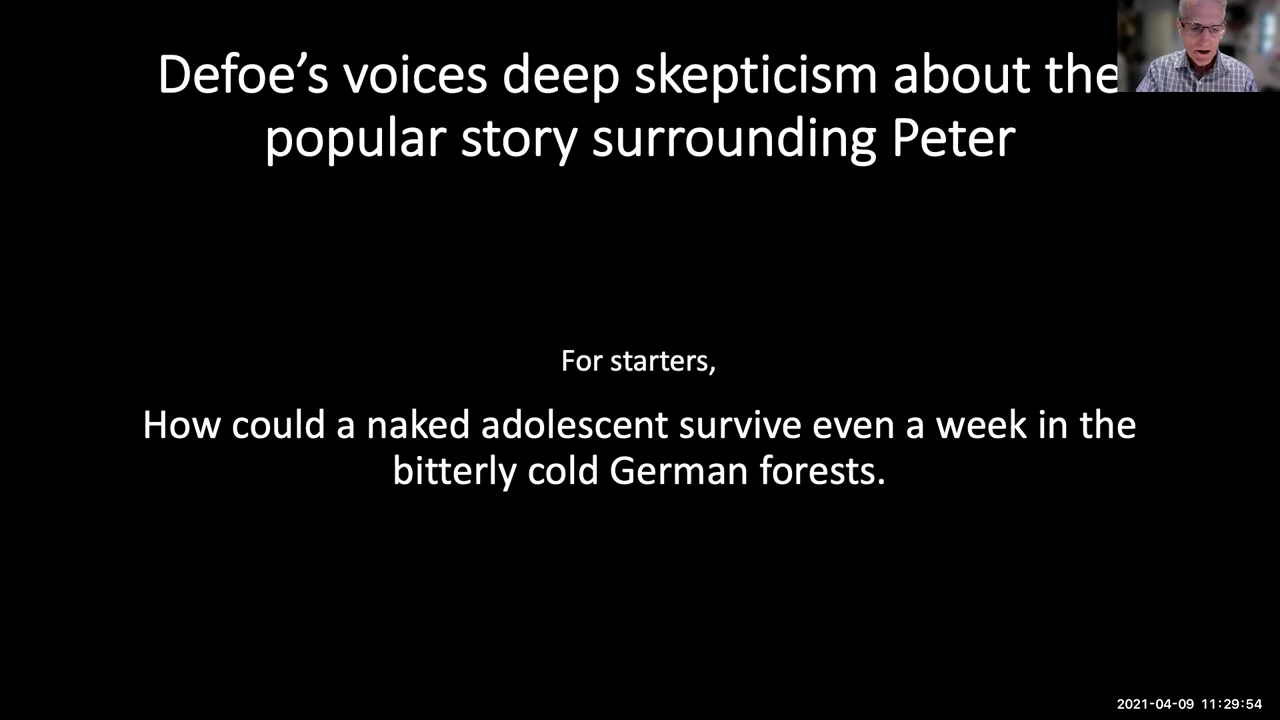 Defoe’s voices deep skepticism about the
popular story surrounding Peter
For starters,
How could a naked adolescent survive even a week in the
bitterly cold German forests.
2021-04-09 11:29:54